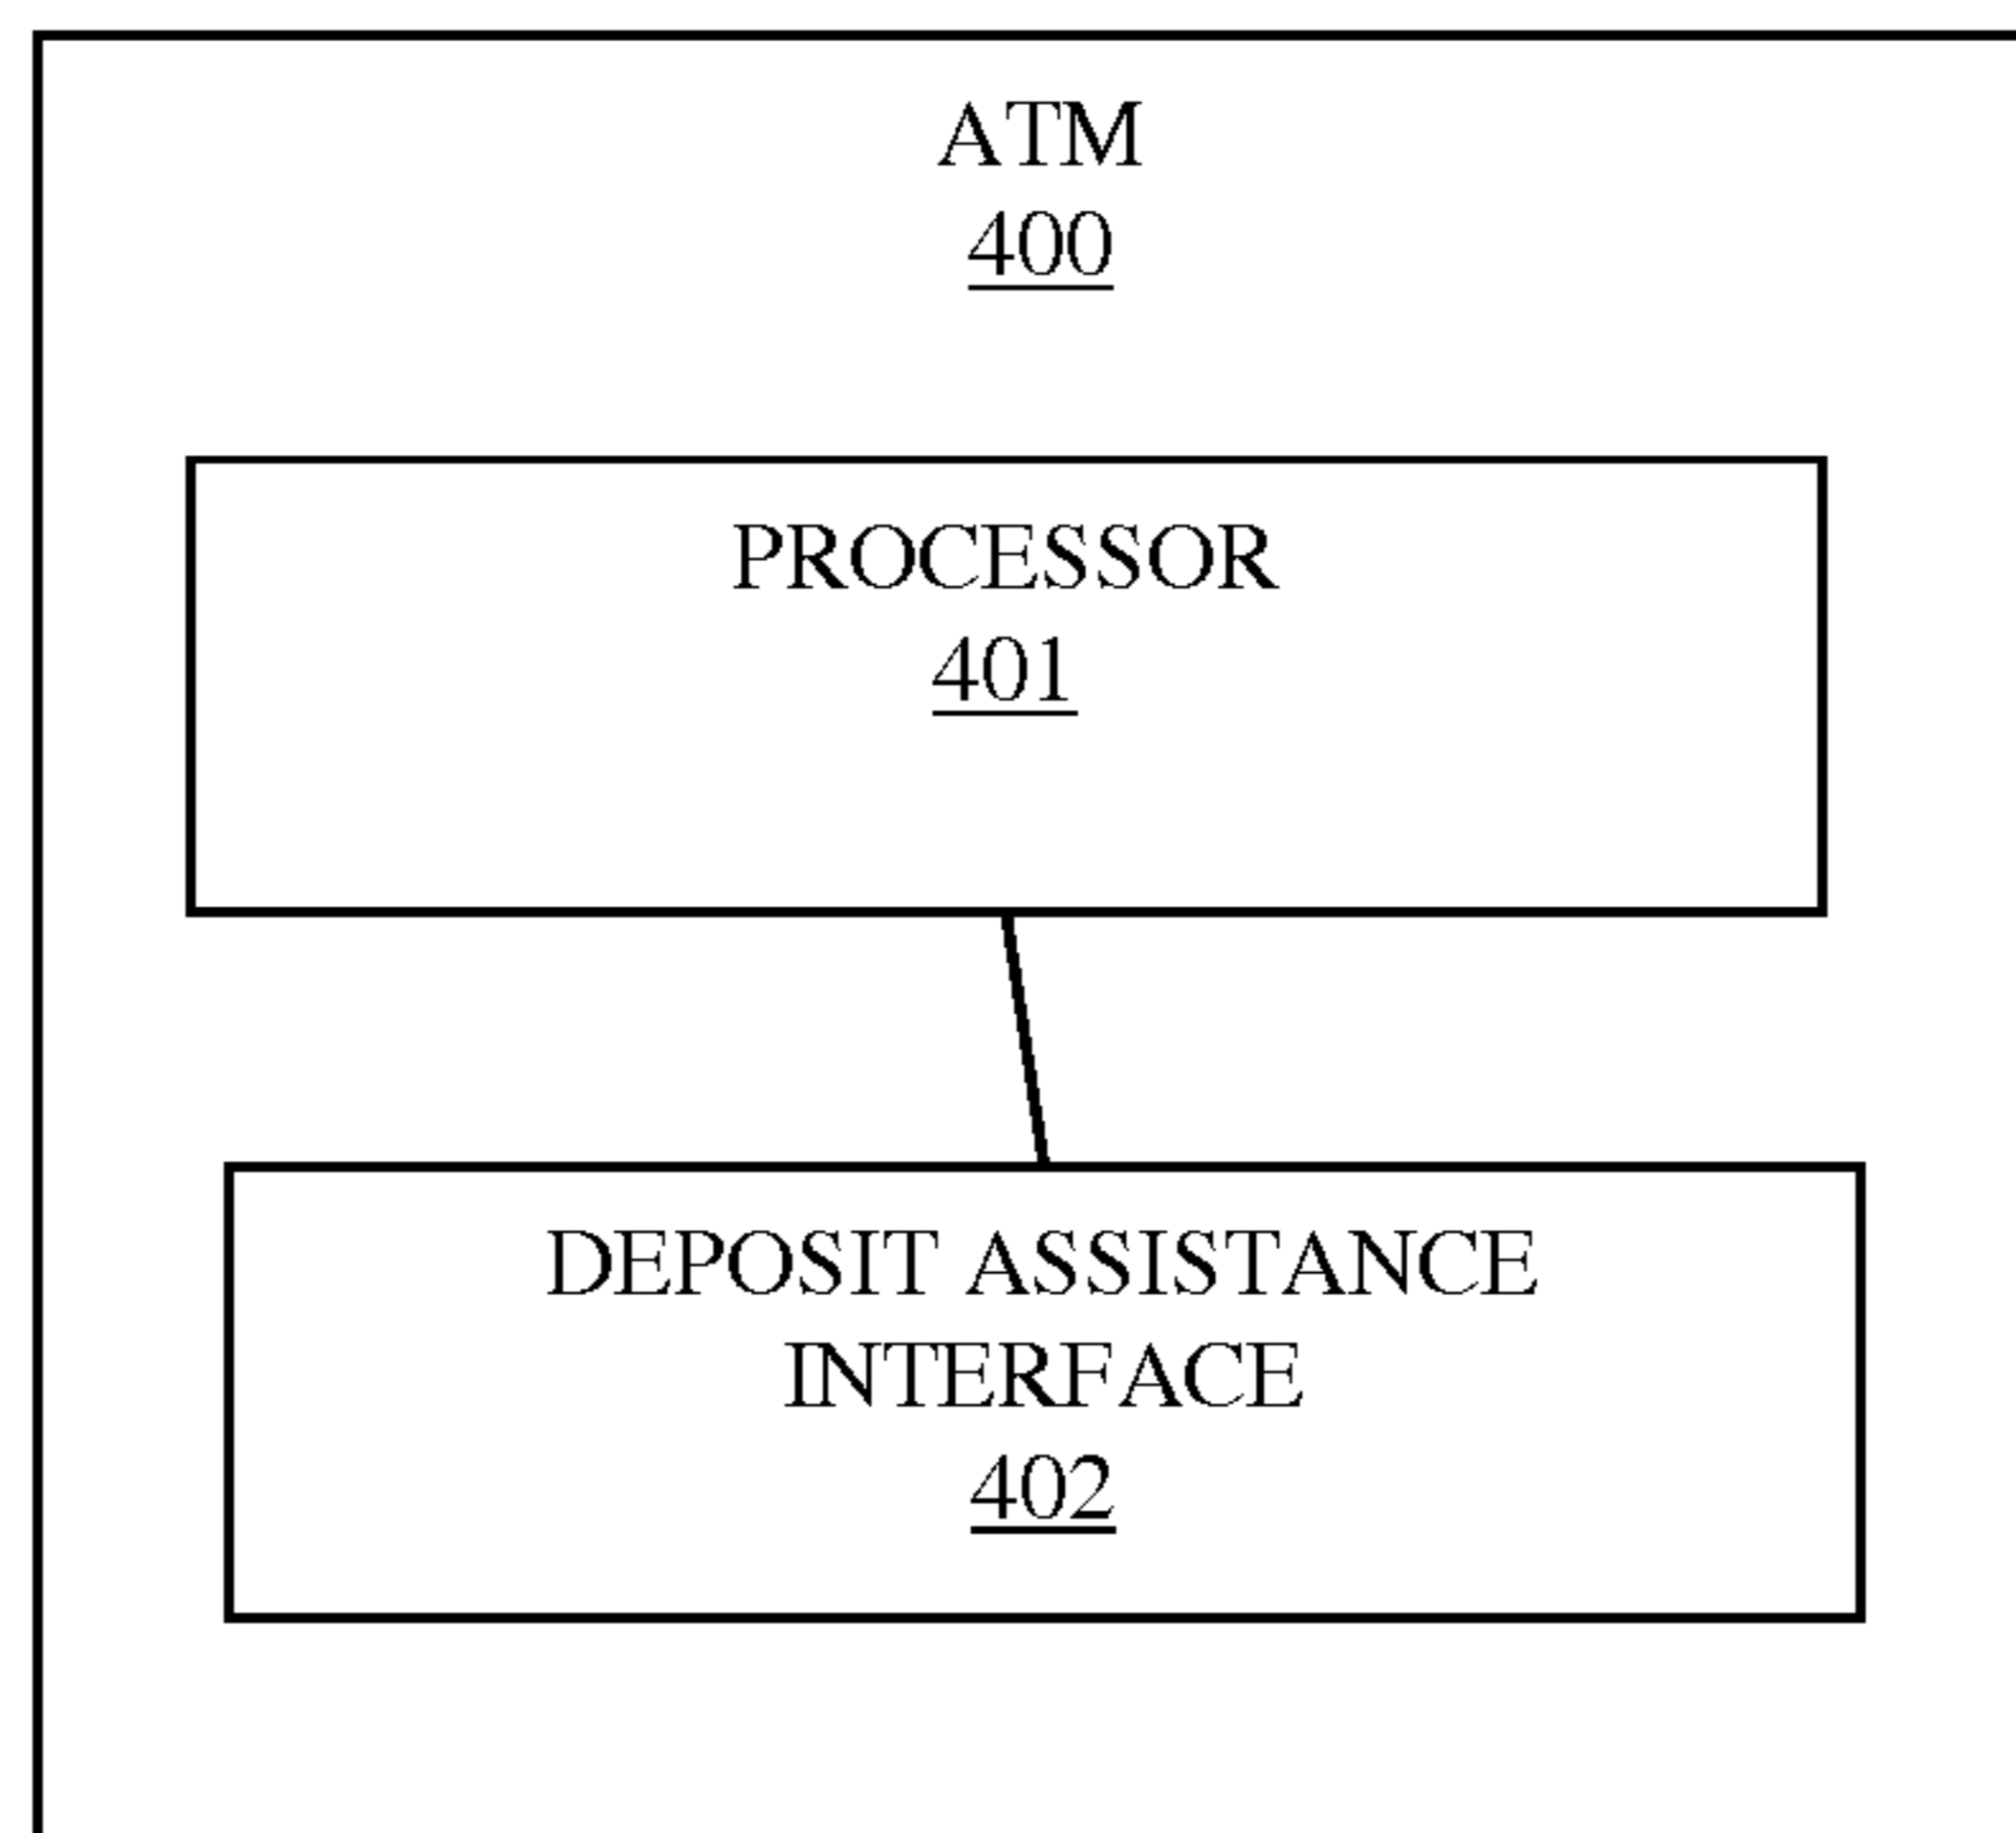 ATM
400
PROCESSOR
401
DEPOSIT ASSISTANCE
INTERFACE
402